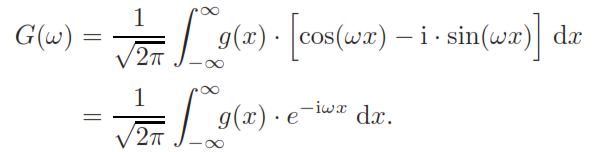 G(ω) = 1/√2π ∫_{-∞}^{∞} g(x) · [cos(ωx) − i · sin(ωx)] dx
= 1/√2π ∫_{-∞}^{∞} g(x) · e^{−iωx} dx.